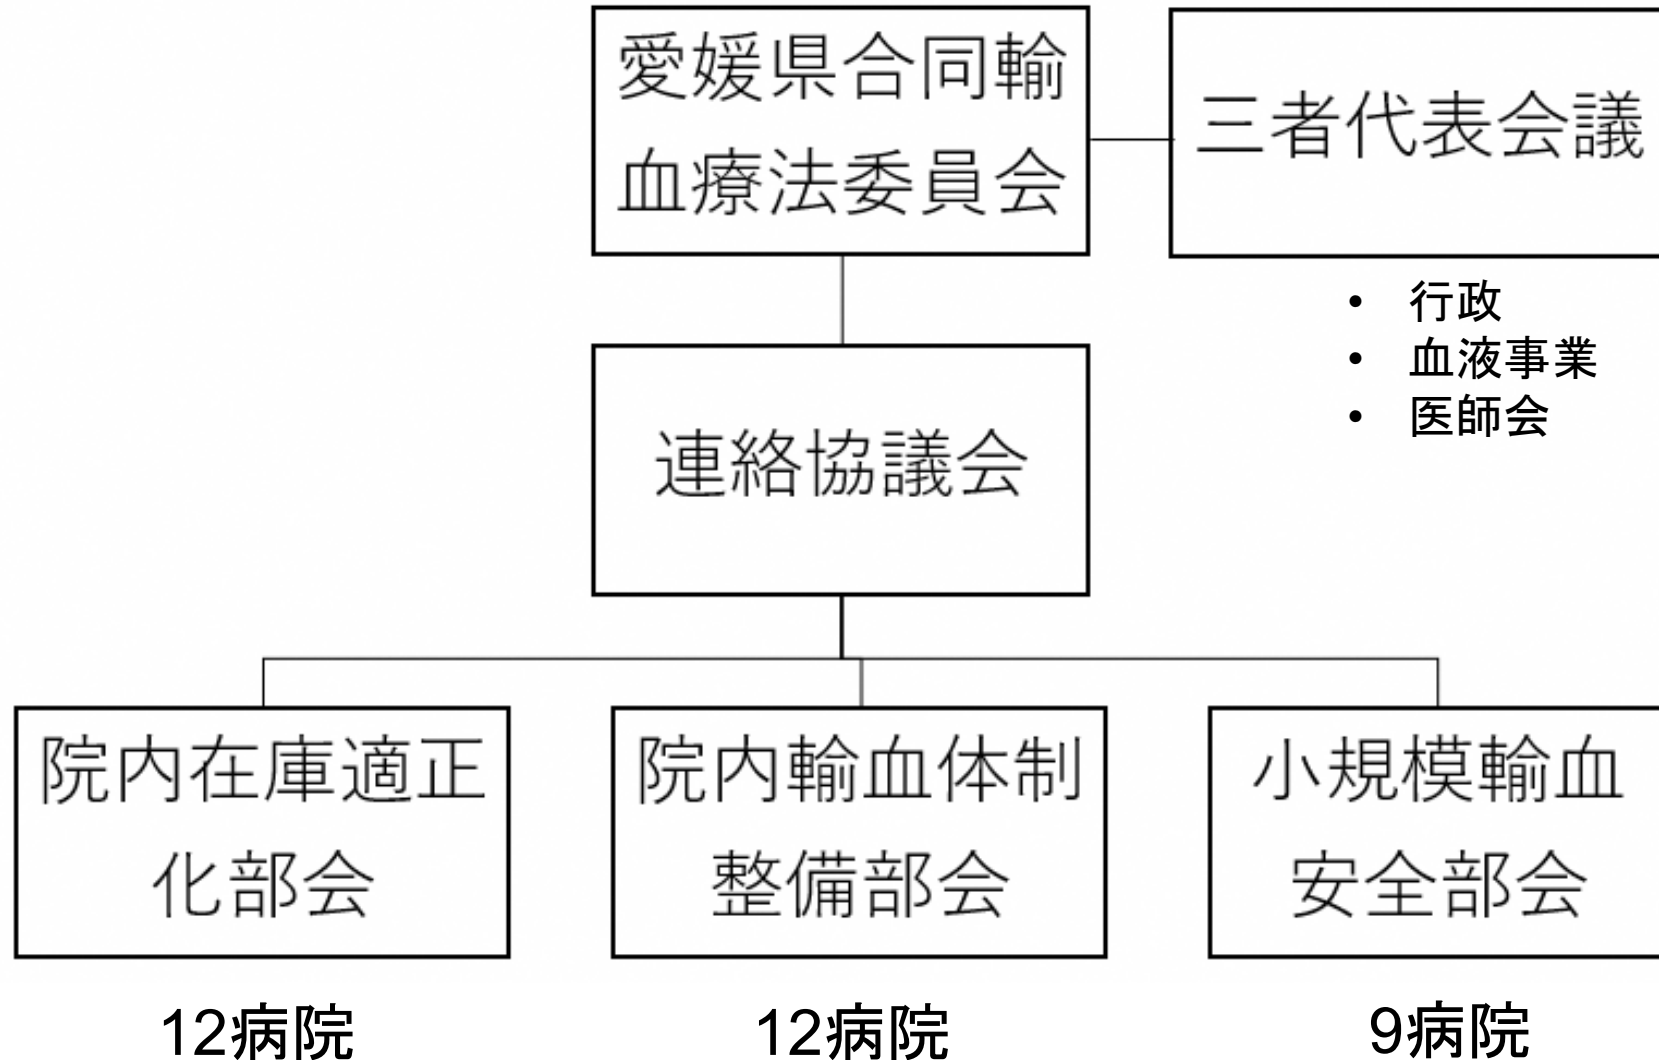 愛媛県合同輸
血療法委員会
三者代表会議
• 行政
• 血液事業
• 医師会
連絡協議会
院内在庫適正
化部会
院内輸血体制
整備部会
小規模輸血
安全部会
12病院
12病院
9病院